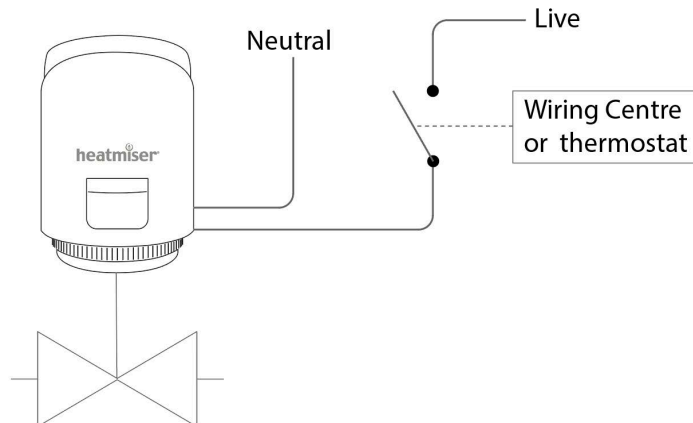 Live
Neutral
Wiring Centre
or thermostat
heatmiser